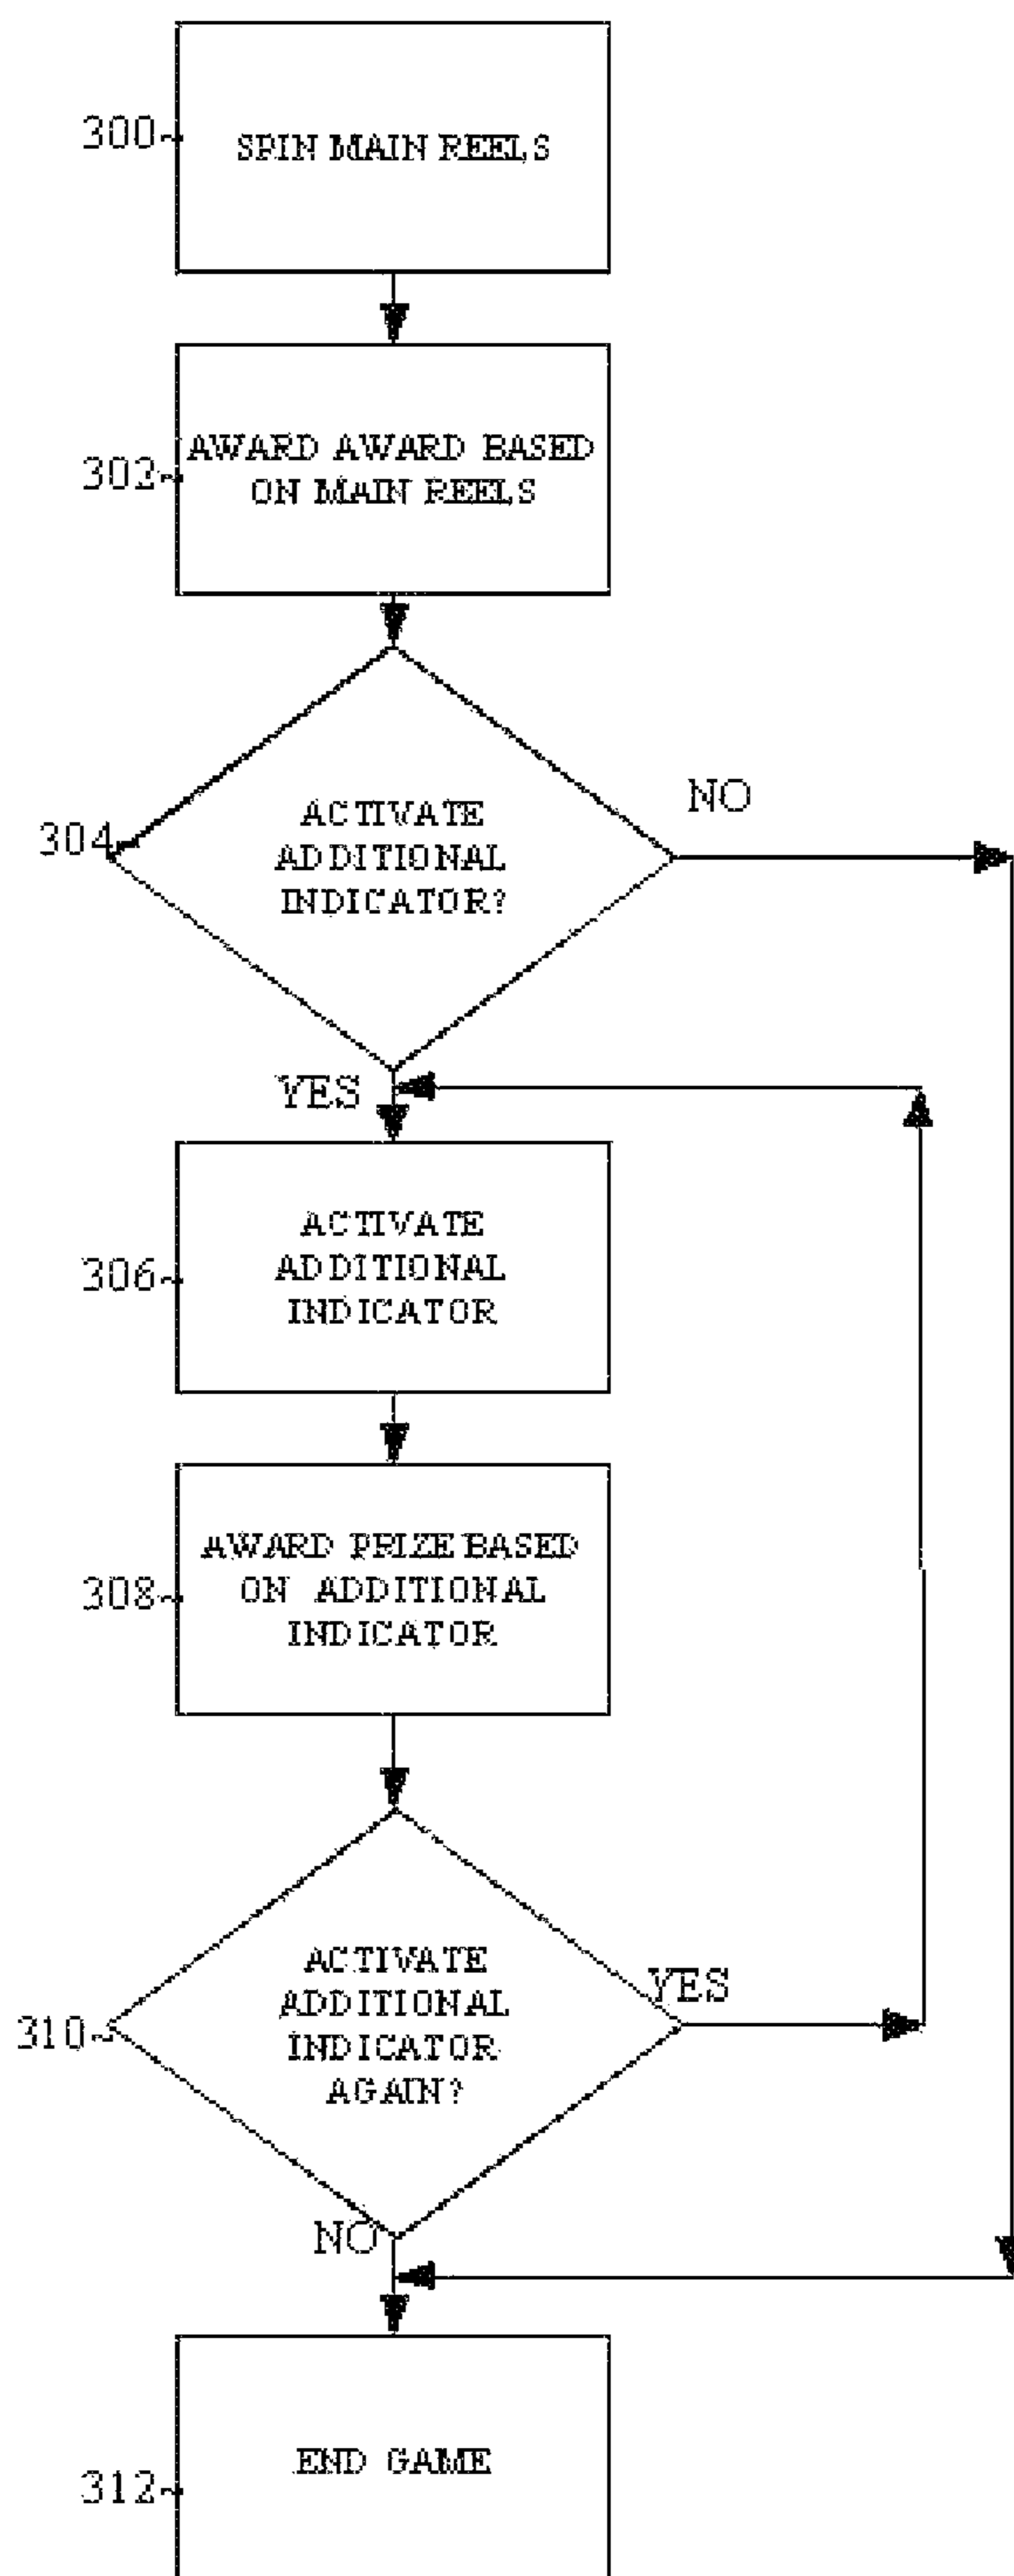 300
SPIN MAIN REELS
302
AWARD AWARD BASED
ON MAIN REELS
304
ACTIVATE
ADDITIONAL
INDICATOR?
NO
YES
306
ACTIVATE
ADDITIONAL
INDICATOR
308
AWARD PRIZE BASED
ON ADDITIONAL
INDICATOR
310
ACTIVATE
ADDITIONAL
INDICATOR
AGAIN?
YES
NO
312
END GAME